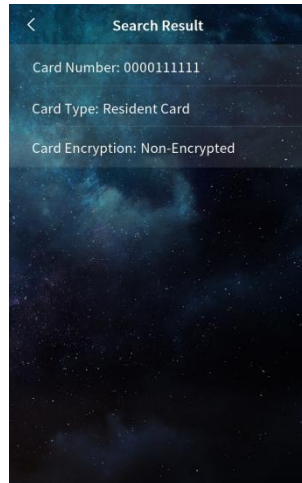 Search Result
Card Number: 0000111111
Card Type: Resident Card
Card Encryption: Non-Encrypted